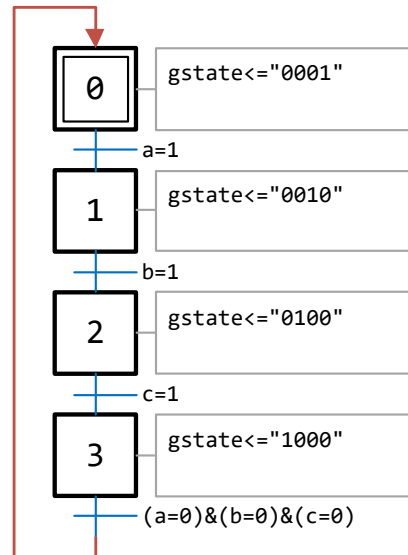 0
gstate<="0001"
a=1
1
gstate<="0010"
b=1
2
gstate<="0100"
c=1
3
gstate<="1000"
(a=0)&(b=0)&(c=0)